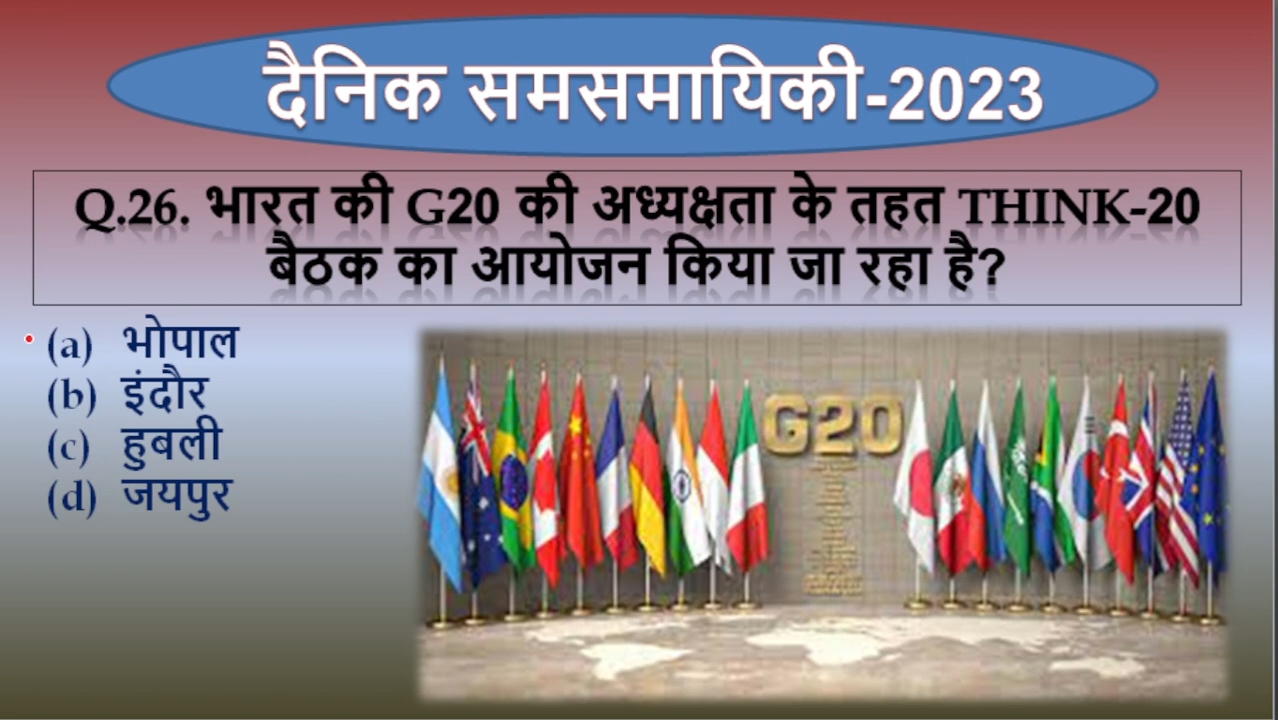 दैनिक समसमायिकी-2023
Q.26. भारत की G20 की अध्यक्षता के तहत THINK-20
बैठक का आयोजन किया जा रहा है?
(a) भोपाल
(b) इंदौर
(c) हुबली
(d) जयपुर
G20